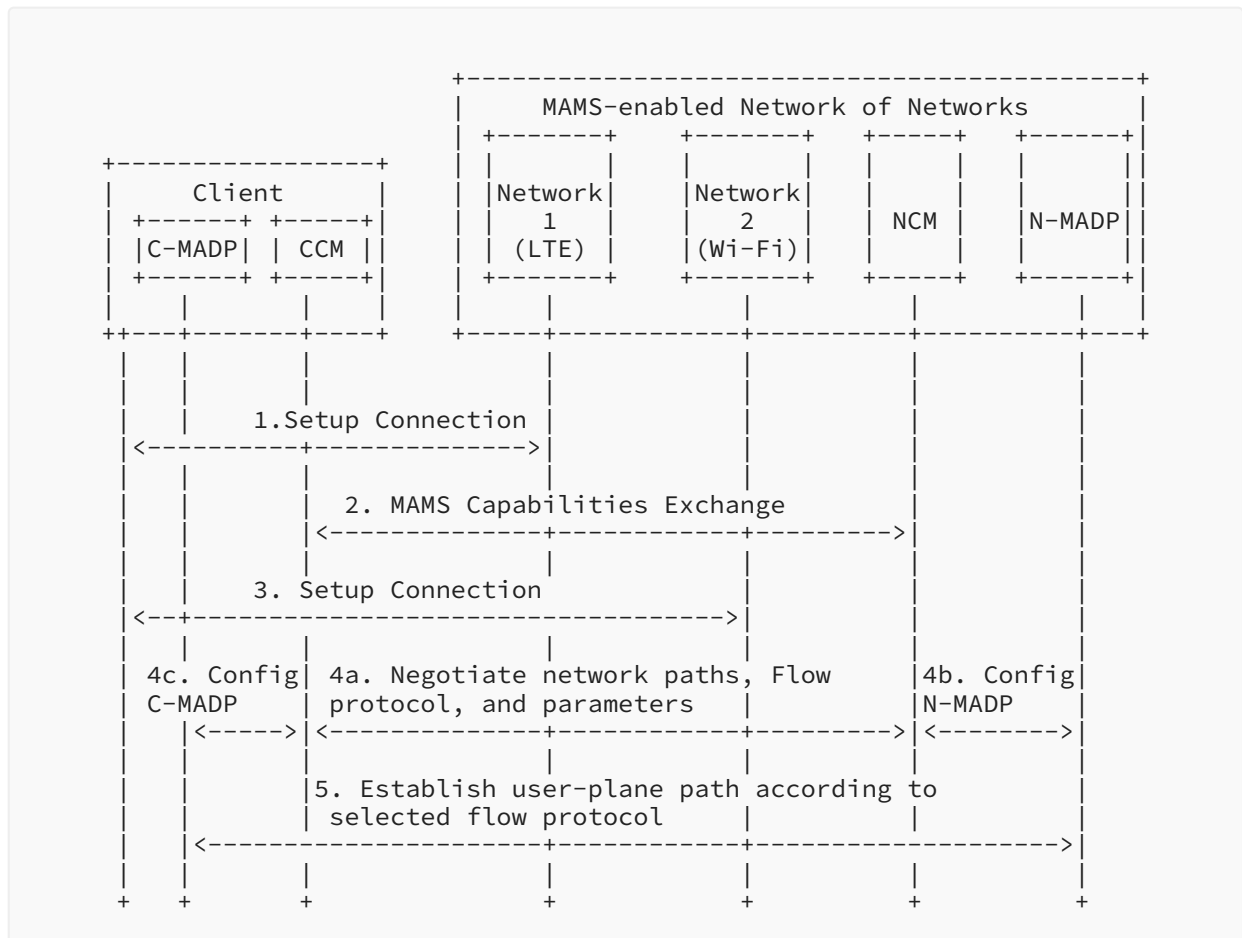 MAMS-enabled Network of Networks
Client Network Network
1 2 NCM N-MADP
C-MADP CCM (LTE) (Wi-Fi)
1.Setup Connection
2. MAMS Capabilities Exchange
3. Setup Connection
4c. Config 4a. Negotiate network paths, Flow 4b. Config
C-MADP protocol, and parameters N-MADP
5. Establish user-plane path according to
selected flow protocol